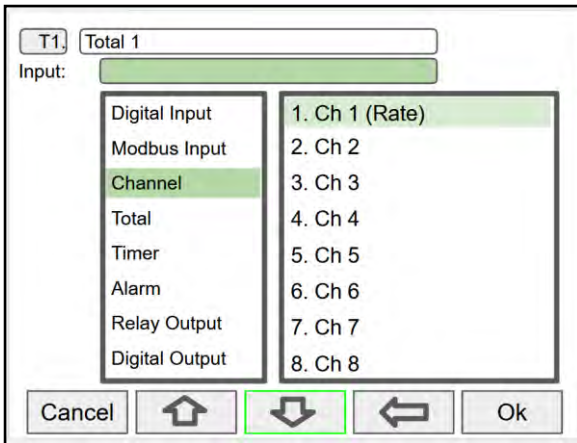 T1. Total 1
Input:
Digital Input
Modbus Input
Channel
Total
Timer
Alarm
Relay Output
Digital Output
1. Ch 1 (Rate)
2. Ch 2
3. Ch 3
4. Ch 4
5. Ch 5
6. Ch 6
7. Ch 7
8. Ch 8
Cancel Ok